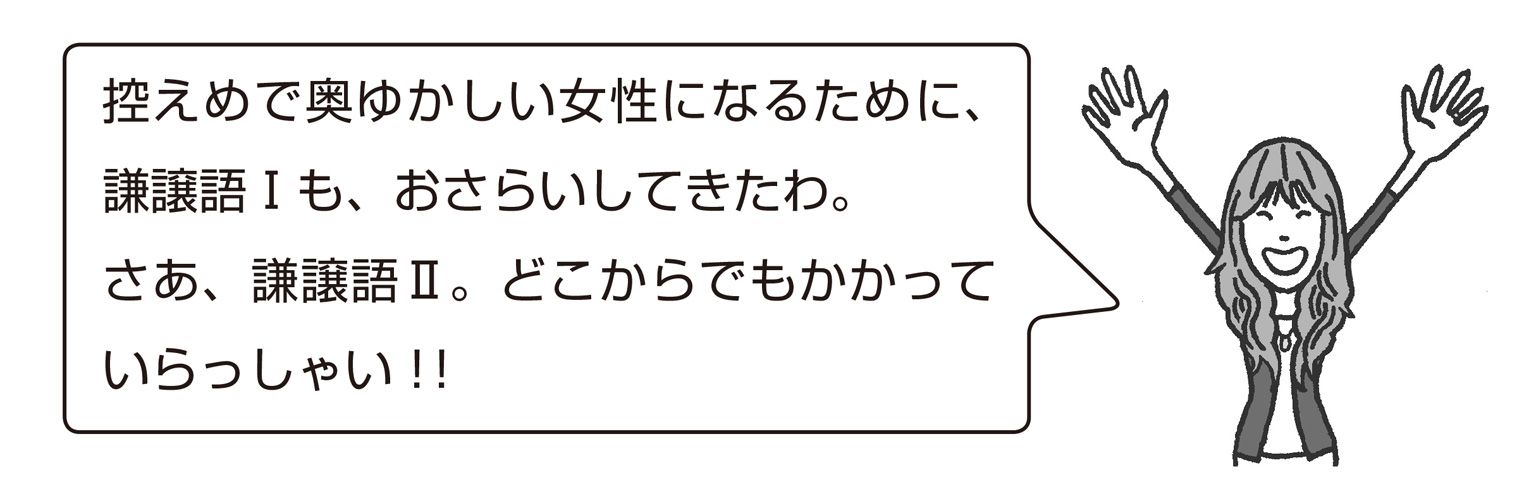 控えめで奥ゆかしい女性になるために、
謙譲語Ⅰも、おさらいしてきたわ。
さあ、謙譲語Ⅱ。どこからでもかかって
いらっしゃい!!